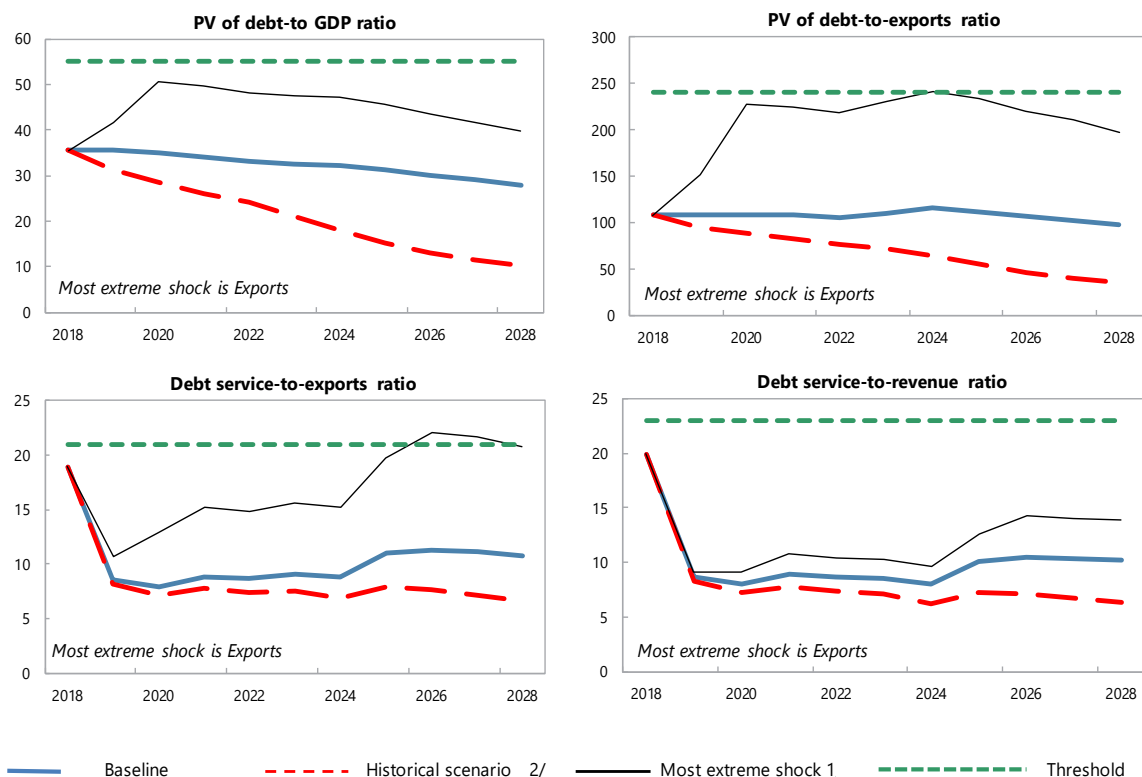 PV of debt-to GDP ratio
60
50
40
30
20
10
0
Most extreme shock is Exports
2018 2020 2022 2024 2026 2028
PV of debt-to-exports ratio
300
250
200
150
100
50
0
Most extreme shock is Exports
2018 2020 2022 2024 2026 2028
Debt service-to-exports ratio
25
20
15
10
5
0
Most extreme shock is Exports
2018 2020 2022 2024 2026 2028
Debt service-to-revenue ratio
25
20
15
10
5
0
Most extreme shock is Exports
2018 2020 2022 2024 2026 2028
Baseline Historical scenario 2/ Most extreme shock 1 Threshold